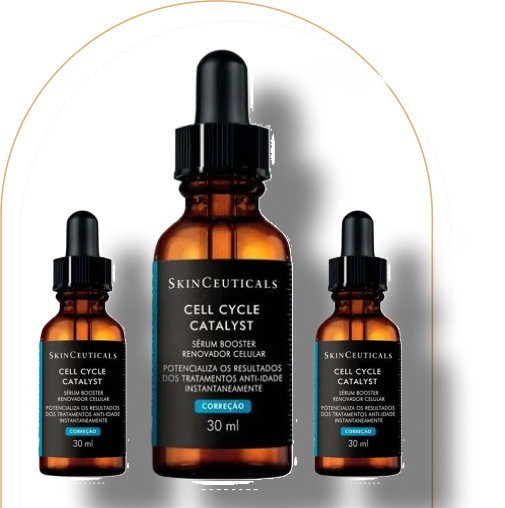 SKINCEUTICALS
CELL CYCLE
CATALYST
SÉRUM BOOSTER
RENOVADOR CELULAR
POTENCIALIZA OS RESULTADOS
DOS TRATAMENTOS ANTI-IDADE
INSTANTANEAMENTE
CORREÇÃO
30 ml
SKINCEUTICALS
CELL CYCLE
CATALYST
SÉRUM BOOSTER
RENOVADOR CELULAR
POTENCIALIZA OS RESULTADOS
DOS TRATAMENTOS ANTI-IDADE
INSTANTANEAMENTE
CORREÇÃO
30 ml
SKINCEUTICALS
CELL CYCLE
CATALYST
SÉRUM BOOSTER
RENOVADOR CELULAR
POTENCIALIZA OS RESULTADOS
DOS TRATAMENTOS ANTI-IDADE
INSTANTANEAMENTE
CORREÇÃO
30 ml